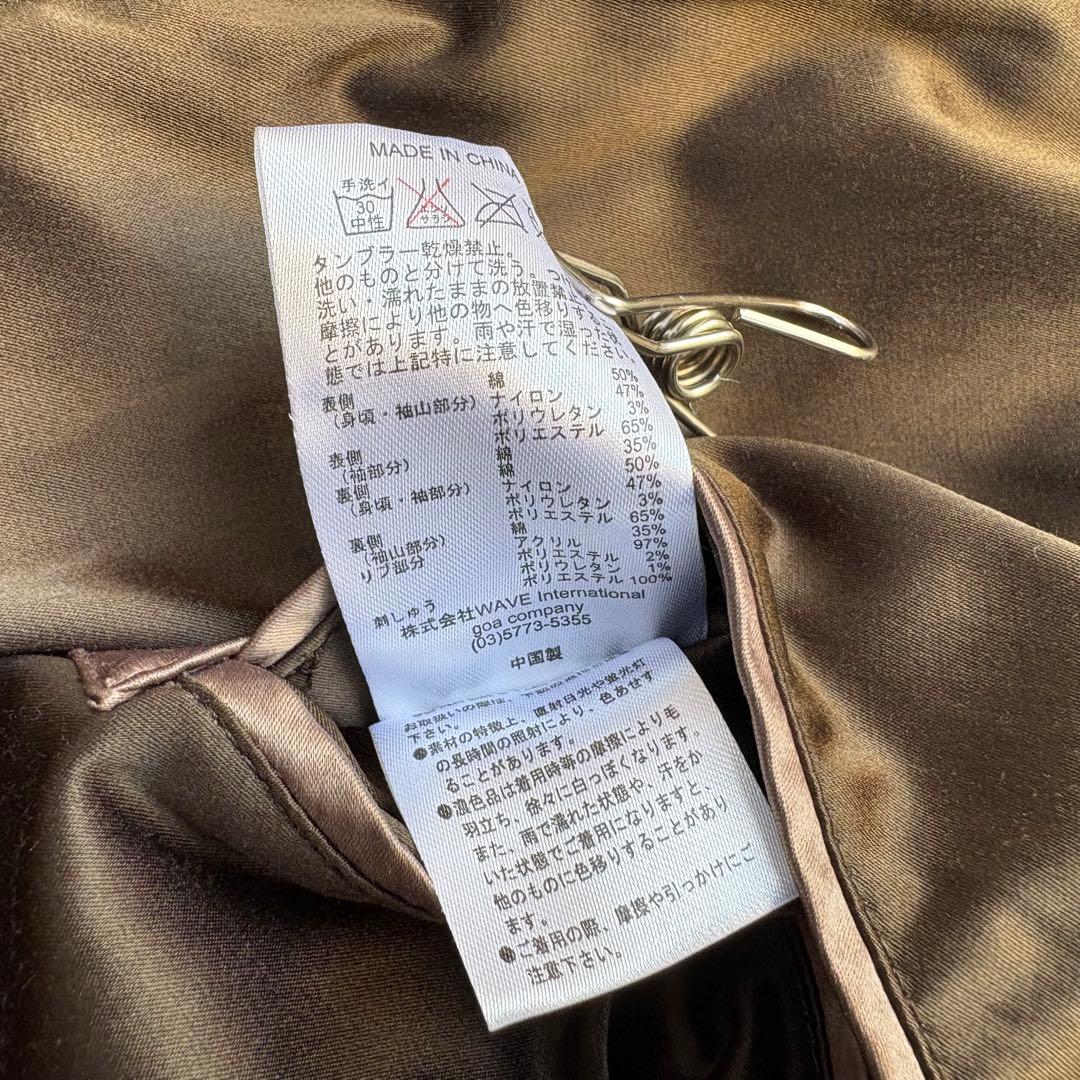 MADE IN CHINA
手洗イ
30
中性
エンソ
サラシ
タンブラー乾燥禁止。
他のものと分けて洗う。つけ
洗い・濡れたままの放置禁
摩擦により他の物へ色移りするこ
とがあります。雨や汗で湿った状
態では上記特に注意してください。
表側 綿 50%
(身頃・袖山部分) ナイロン 47%
ポリウレタン 3%
表側 ポリエステル 65%
(袖部分) 綿 35%
裏側 綿 50%
(身頃・袖部分) ナイロン 47%
ポリウレタン 3%
裏側 ポリエステル 65%
(袖山部分) 綿 35%
リブ部分 アクリル 97%
ポリエステル 2%
ポリウレタン 1%
刺しゅう ポリエステル 100%
株式会社WAVE International
goa company
(03)5773-5355
中国製
お取扱いの際は、下記の
下さい。
●素材の特徴上、直射日光や蛍光灯
の長時間の照射により、色あせす
ることがあります。
●濃色品は着用時等の摩擦により毛
羽立ち、徐々に白っぽくなります。
また、雨で濡れた状態や、汗をか
いた状態でご着用になりますと、
他のものに色移りすることがあり
ます。
●ご着用の際、摩擦や引っかけにご
注意下さい。